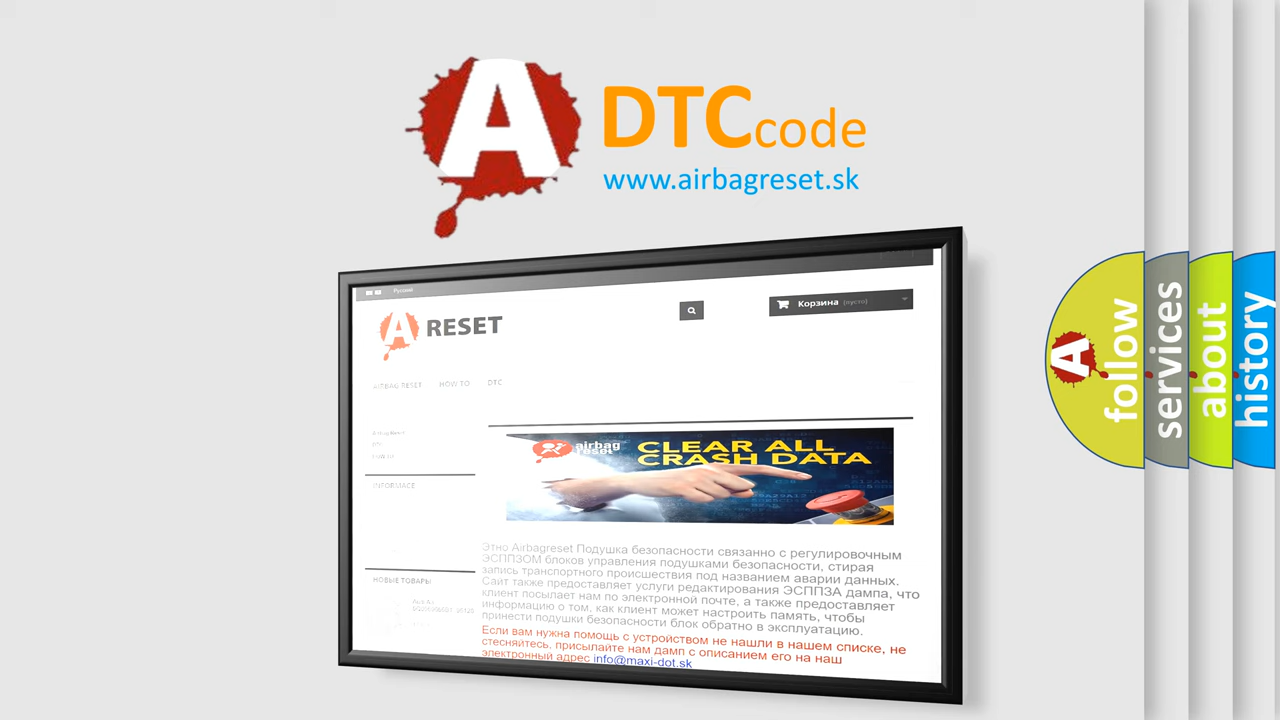 A
DTCcode
www.airbagreset.sk
Русский
A RESET
Корзина (пусто)
AIRBAG RESET HOW TO DTC
INFORMACE
НОВЫЕ ТОВАРЫ
airbag
reset
CLEAR ALL
CRASH DATA
Этно Airbagreset Подушка безопасности связанно с регулировочным
ЭСППЗОМ блоков управления подушками безопасности, стирая
запись транспортного происшествия под названием аварии данных.
Сайт также предоставляет услуги редактирования ЭСППЗА дампа, что
клиент посылает нам по электронной почте, а также предоставляет
информацию о том, как клиент может настроить память, чтобы
принести подушки безопасности блок обратно в эксплуатацию.
Если вам нужна помощь с устройством не нашли в нашем списке, не
стесняйтесь, присылайте нам дамп с описанием его на наш
электронный адрес info@maxi-dot.sk
A
follow
services
about
history